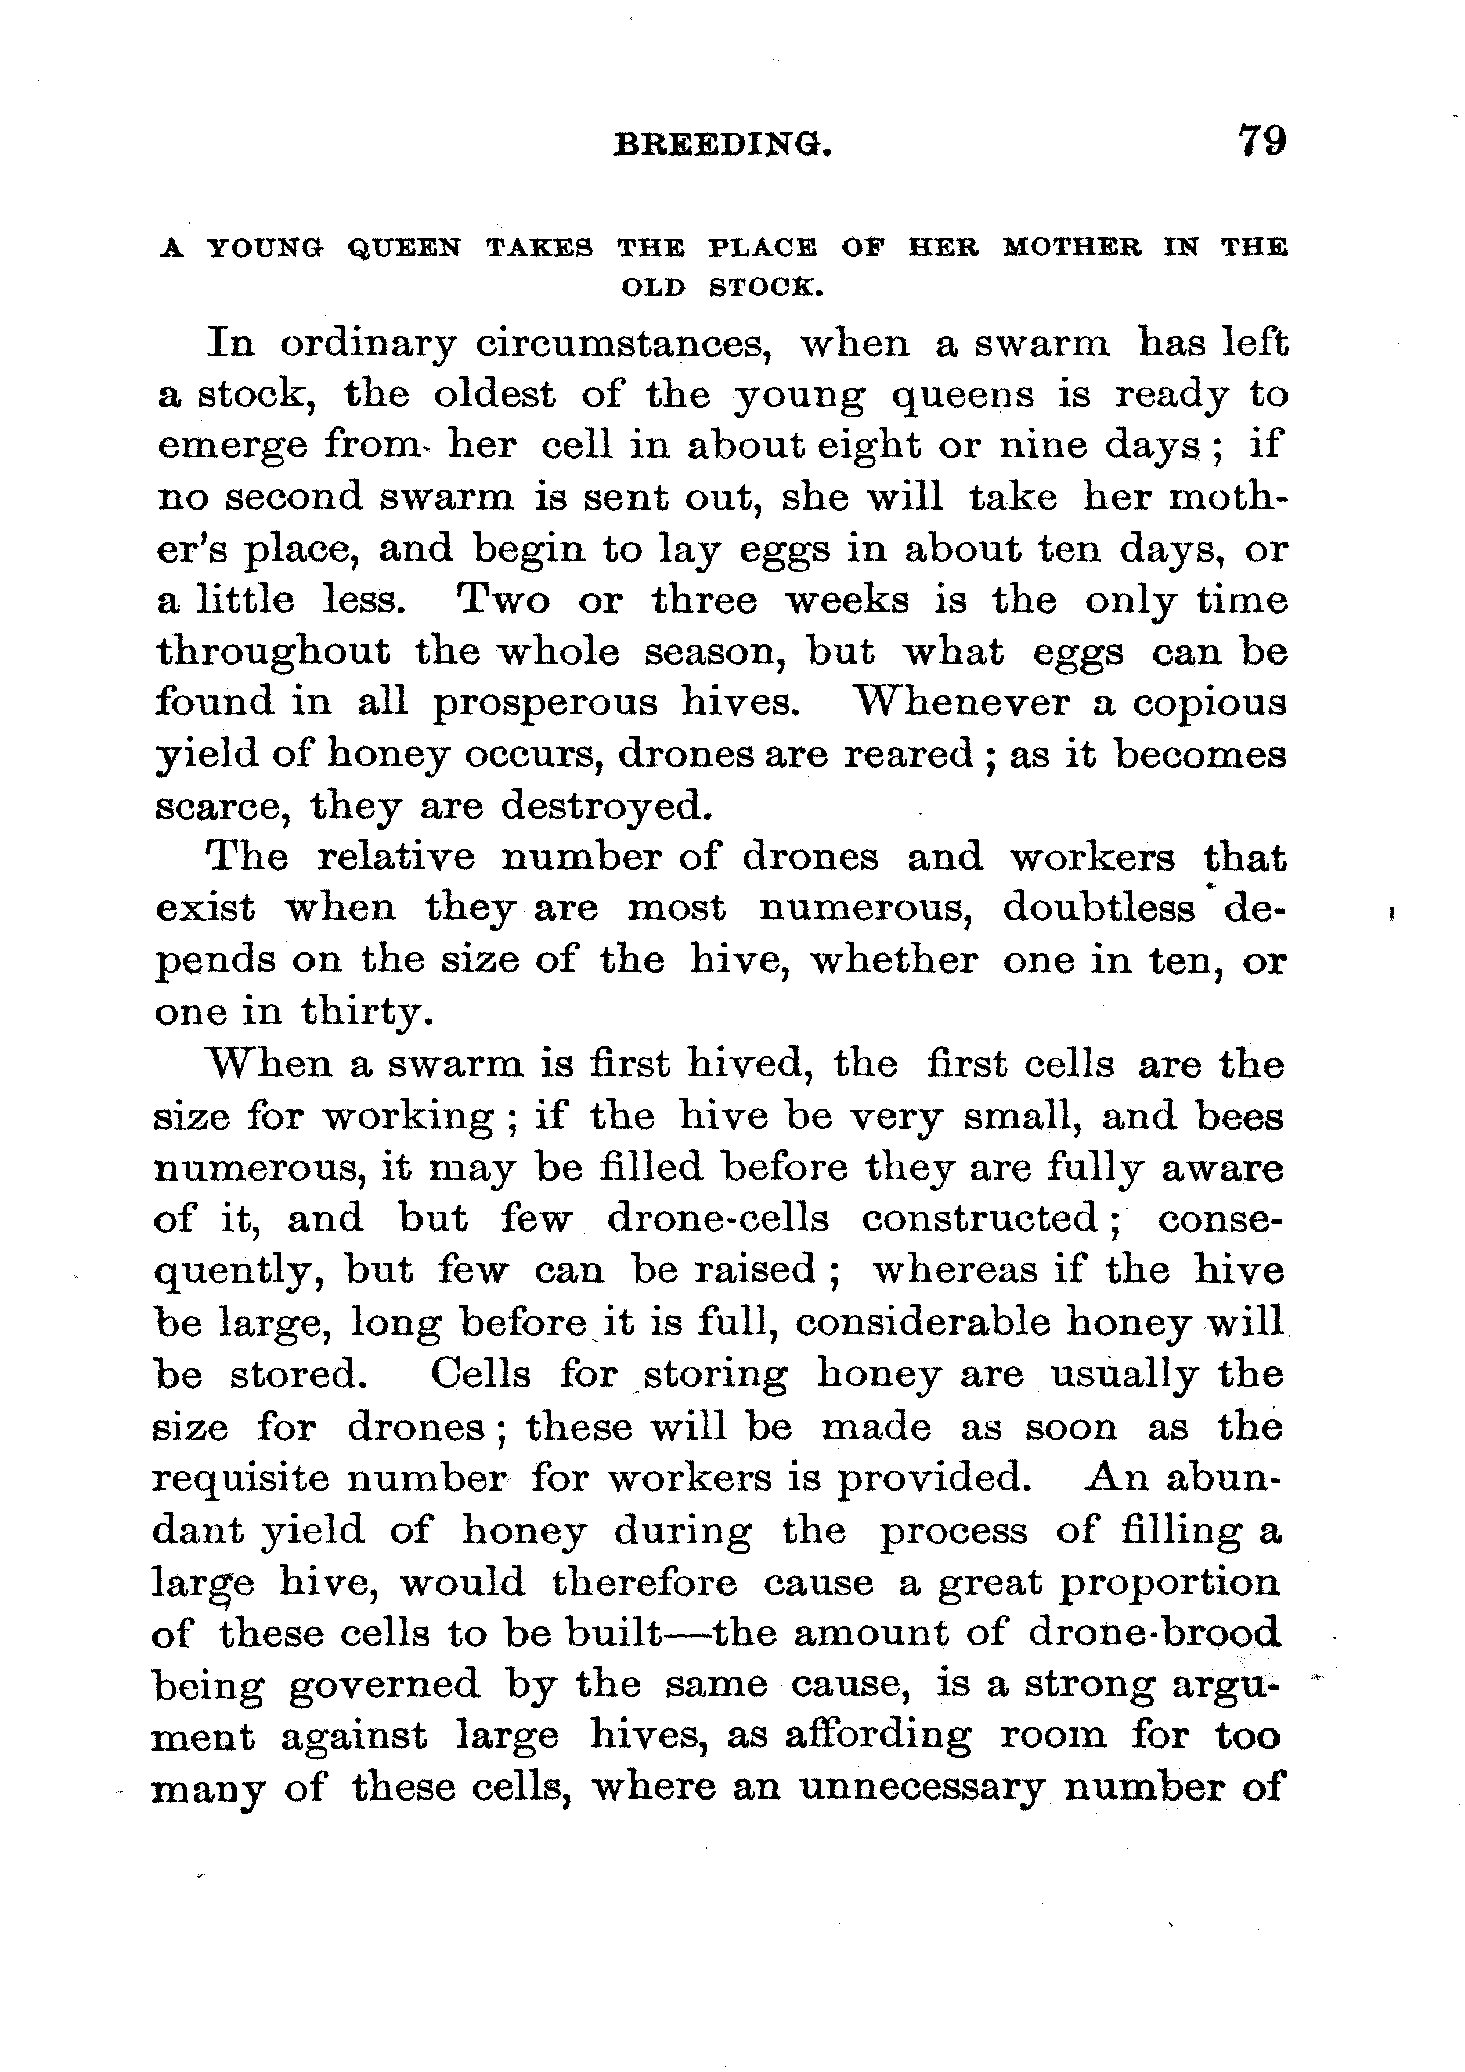 BREEDING. 79
A YOUNG QUEEN TAKES THE PLACE OF HER MOTHER IN THE
OLD STOCK.
In ordinary circumstances, when a swarm has left
a stock, the oldest of the young queens is ready to
emerge from her cell in about eight or nine days ; if
no second swarm is sent out, she will take her moth-
er's place, and begin to lay eggs in about ten days, or
a little less. Two or three weeks is the only time
throughout the whole season, but what eggs can be
found in all prosperous hives. Whenever a copious
yield of honey occurs, drones are reared ; as it becomes
scarce, they are destroyed.
The relative number of drones and workers that
exist when they are most numerous, doubtless de-
pends on the size of the hive, whether one in ten, or
one in thirty.
When a swarm is first hived, the first cells are the
size for working ; if the hive be very small, and bees
numerous, it may be filled before they are fully aware
of it, and but few drone-cells constructed ; conse-
quently, but few can be raised ; whereas if the hive
be large, long before it is full, considerable honey will
be stored. Cells for storing honey are usually the
size for drones ; these will be made as soon as the
requisite number for workers is provided. An abun-
dant yield of honey during the process of filling a
large hive, would therefore cause a great proportion
of these cells to be built—the amount of drone-brood
being governed by the same cause, is a strong argu-
ment against large hives, as affording room for too
many of these cells, where an unnecessary number of